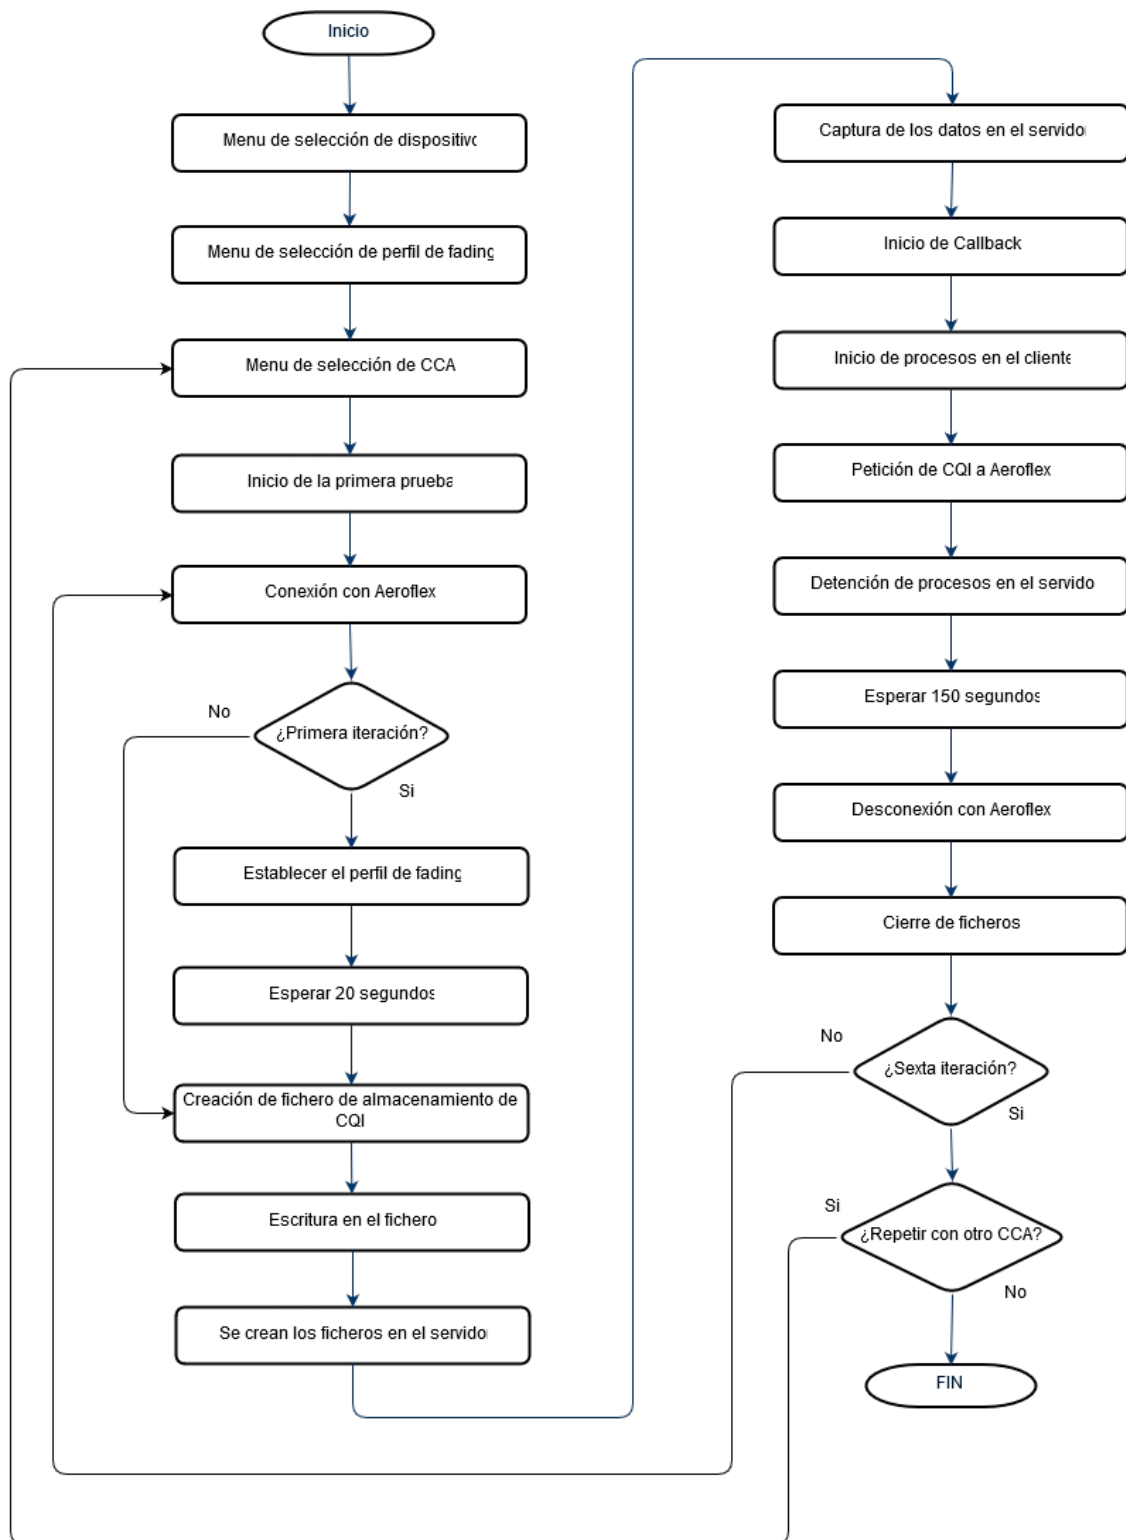 Inicio
Menu de selección de dispositivo
Menu de selección de perfil de fading
Menu de selección de CCA
Inicio de la primera prueba
Conexión con Aeroflex
No
¿Primera iteración?
Si
Establecer el perfil de fading
Esperar 20 segundos
Creación de fichero de almacenamiento de
CQI
Escritura en el fichero
Se crean los ficheros en el servidor
Captura de los datos en el servidor
Inicio de Callback
Inicio de procesos en el cliente
Petición de CQI a Aeroflex
Detención de procesos en el servido
Esperar 150 segundos
Desconexión con Aeroflex
Cierre de ficheros
No
¿Sexta iteración?
Si
Si
¿Repetir con otro CCA?
No
FIN